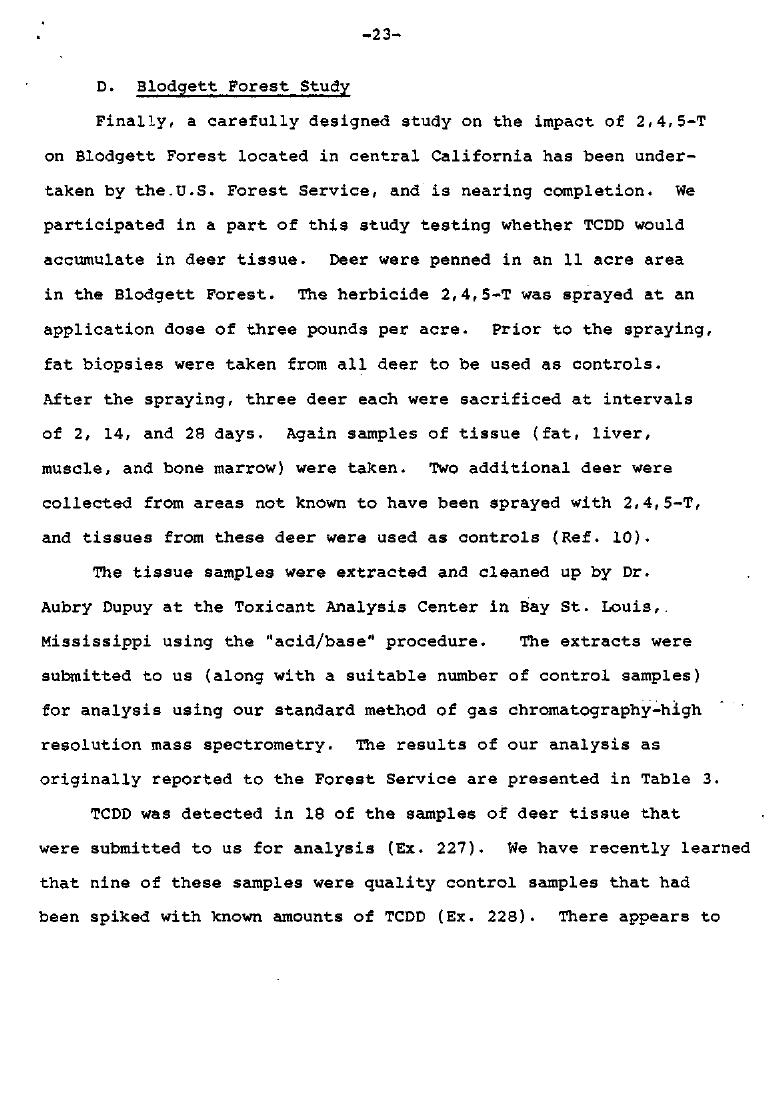 -23-
D. Blodgett Forest Study
Finally, a carefully designed study on the impact of 2,4,5-T
on Blodgett Forest located in central California has been under-
taken by the U.S. Forest Service, and is nearing completion. We
participated in a part of this study testing whether TCDD would
accumulate in deer tissue. Deer were penned in an 11 acre area
in the Blodgett Forest. The herbicide 2,4,5-T was sprayed at an
application dose of three pounds per acre. Prior to the spraying,
fat biopsies were taken from all deer to be used as controls.
After the spraying, three deer each were sacrificed at intervals
of 2, 14, and 28 days. Again samples of tissue (fat, liver,
muscle, and bone marrow) were taken. Two additional deer were
collected from areas not known to have been sprayed with 2,4,5-T,
and tissues from these deer were used as controls (Ref. 10).
The tissue samples were extracted and cleaned up by Dr.
Aubry Dupuy at the Toxicant Analysis Center in Bay St. Louis,
Mississippi using the "acid/base" procedure. The extracts were
submitted to us (along with a suitable number of control samples)
for analysis using our standard method of gas chromatography-high
resolution mass spectrometry. The results of our analysis as
originally reported to the Forest Service are presented in Table 3.
TCDD was detected in 18 of the samples of deer tissue that
were submitted to us for analysis (Ex. 227). We have recently learned
that nine of these samples were quality control samples that had
been spiked with known amounts of TCDD (Ex. 228). There appears to